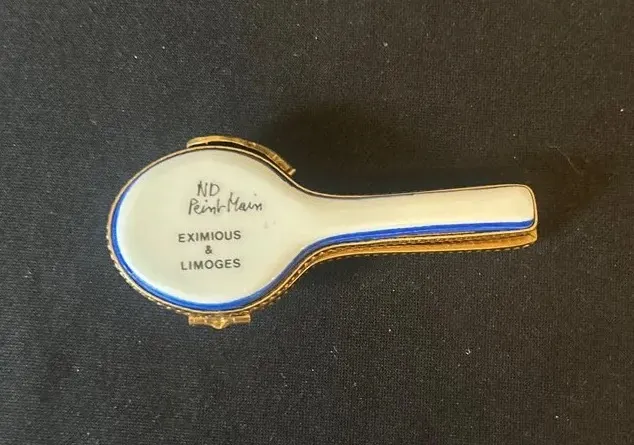 ND
Peint Main
EXIMIOUS
&
LIMOGES